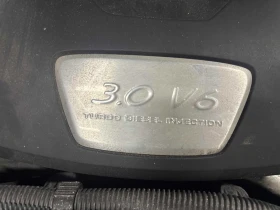 3.0 V6
TURBO DIESEL INJECTION